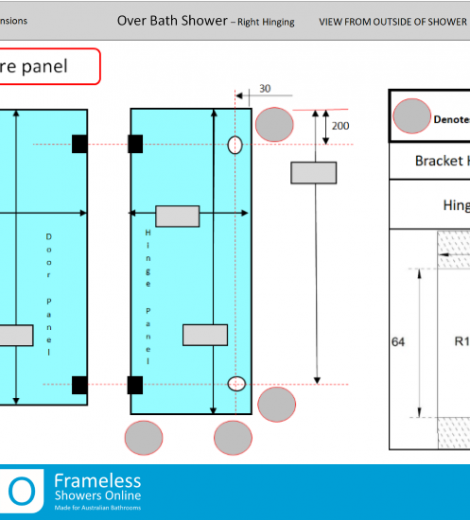 nsions
Over Bath Shower – Right Hinging
VIEW FROM OUTSIDE OF SHOWER
re panel
30
200
Door Panel
Hinge Panel
Denote
Bracket H
Hing
64
R1
O
Frameless
Showers Online
Made for Australian Bathrooms